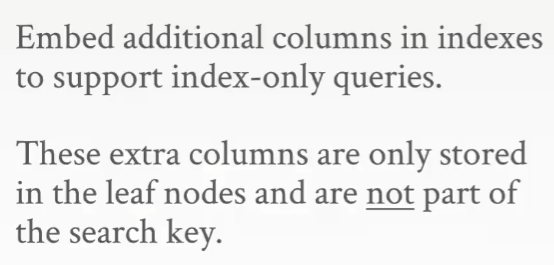 Embed additional columns in indexes
to support index-only queries.
These extra columns are only stored
in the leaf nodes and are not part of
the search key.